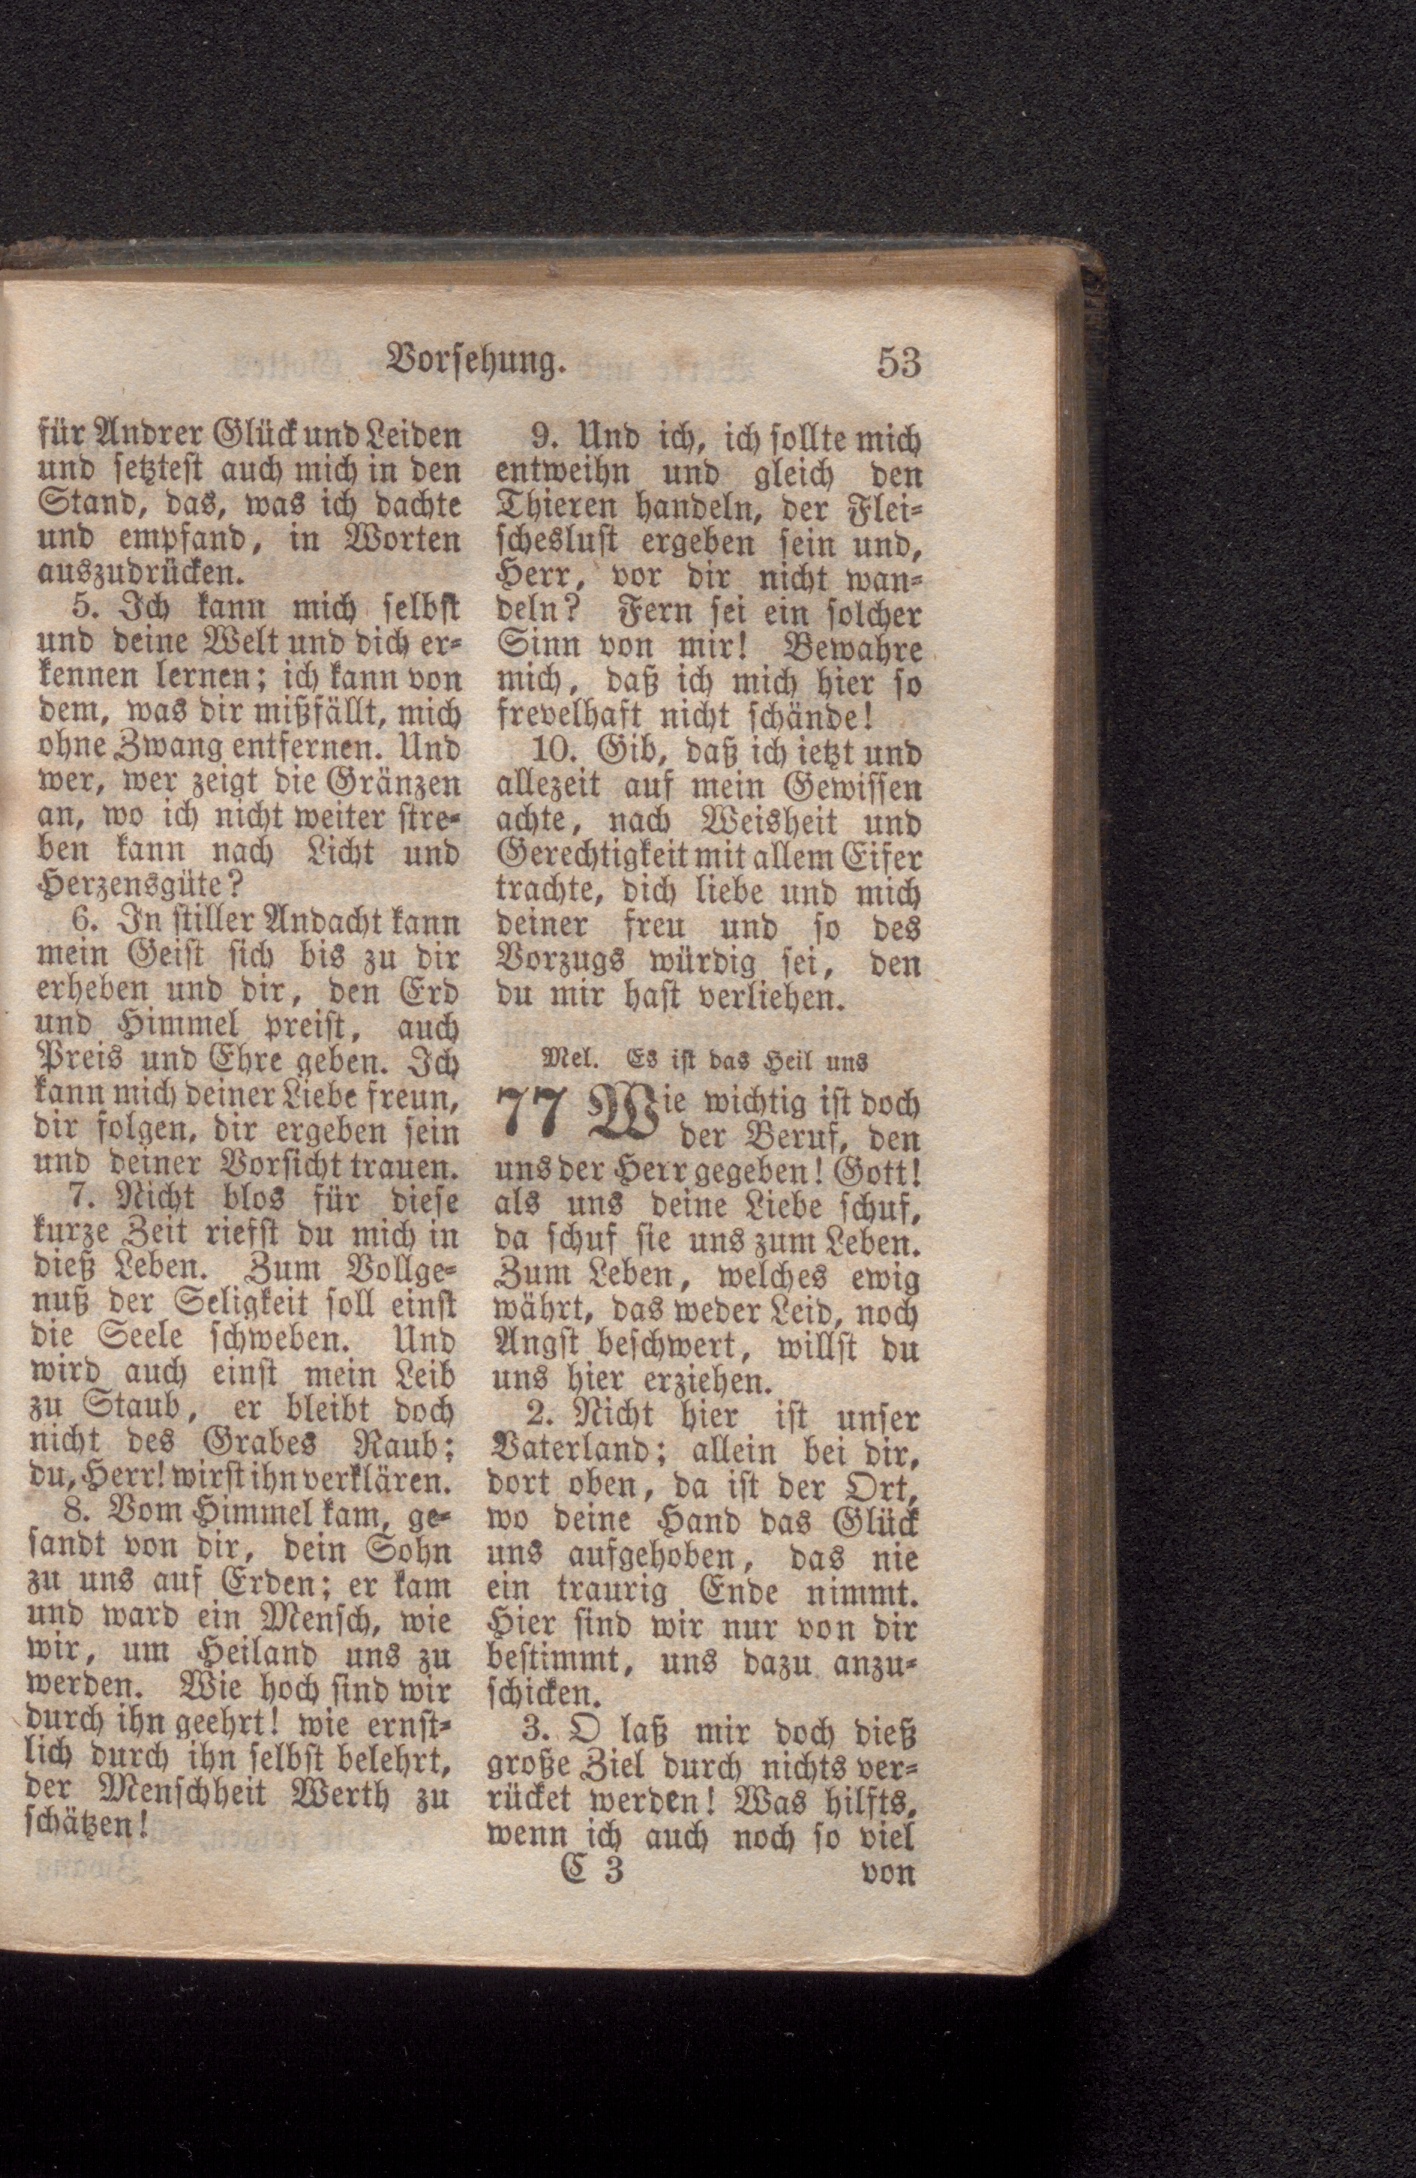 Vorsehung. 53
für Andrer Glück und Leiden
und setztest auch mich in den
Stand, das, was ich dachte
und empfand, in Worten
auszudrücken.
5. Ich kann mich selbst
und deine Welt und dich er-
kennen lernen; ich kann von
dem, was dir mißfällt, mich
ohne Zwang entfernen. Und
wer, wer zeigt die Gränzen
an, wo ich nicht weiter stre-
ben kann nach Licht und
Herzensgüte?
6. In stiller Andacht kann
mein Geist sich bis zu dir
erheben und dir, den Erd
und Himmel preist, auch
Preis und Ehre geben. Ich
kann mich deiner Liebe freun,
dir folgen, dir ergeben sein
und deiner Vorsicht trauen.
7. Nicht blos für diese
kurze Zeit riefst du mich in
dieß Leben. Zum Vollge-
nuß der Seligkeit soll einst
die Seele schweben. Und
wird auch einst mein Leib
zu Staub, er bleibt doch
nicht des Grabes Raub;
du, Herr! wirst ihn verklären.
8. Vom Himmel kam, ge-
sandt von dir, dein Sohn
zu uns auf Erden; er kam
und ward ein Mensch, wie
wir, um Heiland uns zu
werden. Wie hoch sind wir
durch ihn geehrt! wie ernst-
lich durch ihn selbst belehrt,
der Menschheit Werth zu
schätzen!
9. Und ich, ich sollte mich
entweihn und gleich den
Thieren handeln, der Flei-
scheslust ergeben sein und,
Herr, vor dir nicht wan-
deln? Fern sei ein solcher
Sinn von mir! Bewahre
mich, daß ich mich hier so
frevelhaft nicht schände!
10. Gib, daß ich ietzt und
allezeit auf mein Gewissen
achte, nach Weisheit und
Gerechtigkeit mit allem Eifer
trachte, dich liebe und mich
deiner freu und so des
Vorzugs würdig sei, den
du mir hast verliehen.
Mel. Es ist das Heil uns
77 Wie wichtig ist doch
der Beruf, den
uns der Herr gegeben! Gott!
als uns deine Liebe schuf,
da schuf sie uns zum Leben.
Zum Leben, welches ewig
währt, das weder Leid, noch
Angst beschwert, willst du
uns hier erziehen.
2. Nicht hier ist unser
Vaterland; allein bei dir,
dort oben, da ist der Ort,
wo deine Hand das Glück
uns aufgehoben, das nie
ein traurig Ende nimmt.
Hier sind wir nur von dir
bestimmt, uns dazu anzu-
schicken.
3. O laß mir doch dieß
große Ziel durch nichts ver-
rücket werden! Was hilfts,
wenn ich auch noch so viel
C 3 von